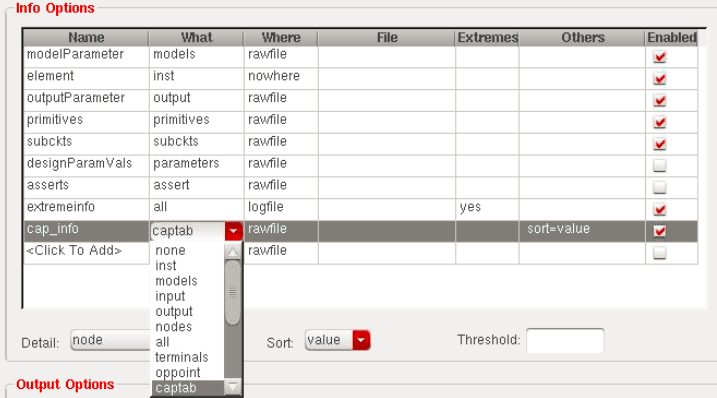 Info Options
Name What Where File Extremes Others Enabled
modelParameter models rawfile
element inst nowhere
outputParameter output rawfile
primitives primitives rawfile
subckts subckts rawfile
designParamVals parameters rawfile
asserts assert rawfile
extremeinfo all logfile yes
cap_info captab rawfile sort=value
<Click To Add> none rawfile
inst
models
input
output
nodes
all
terminals
oppoint
captab
Detail: node Sort: value Threshold:
Output Options